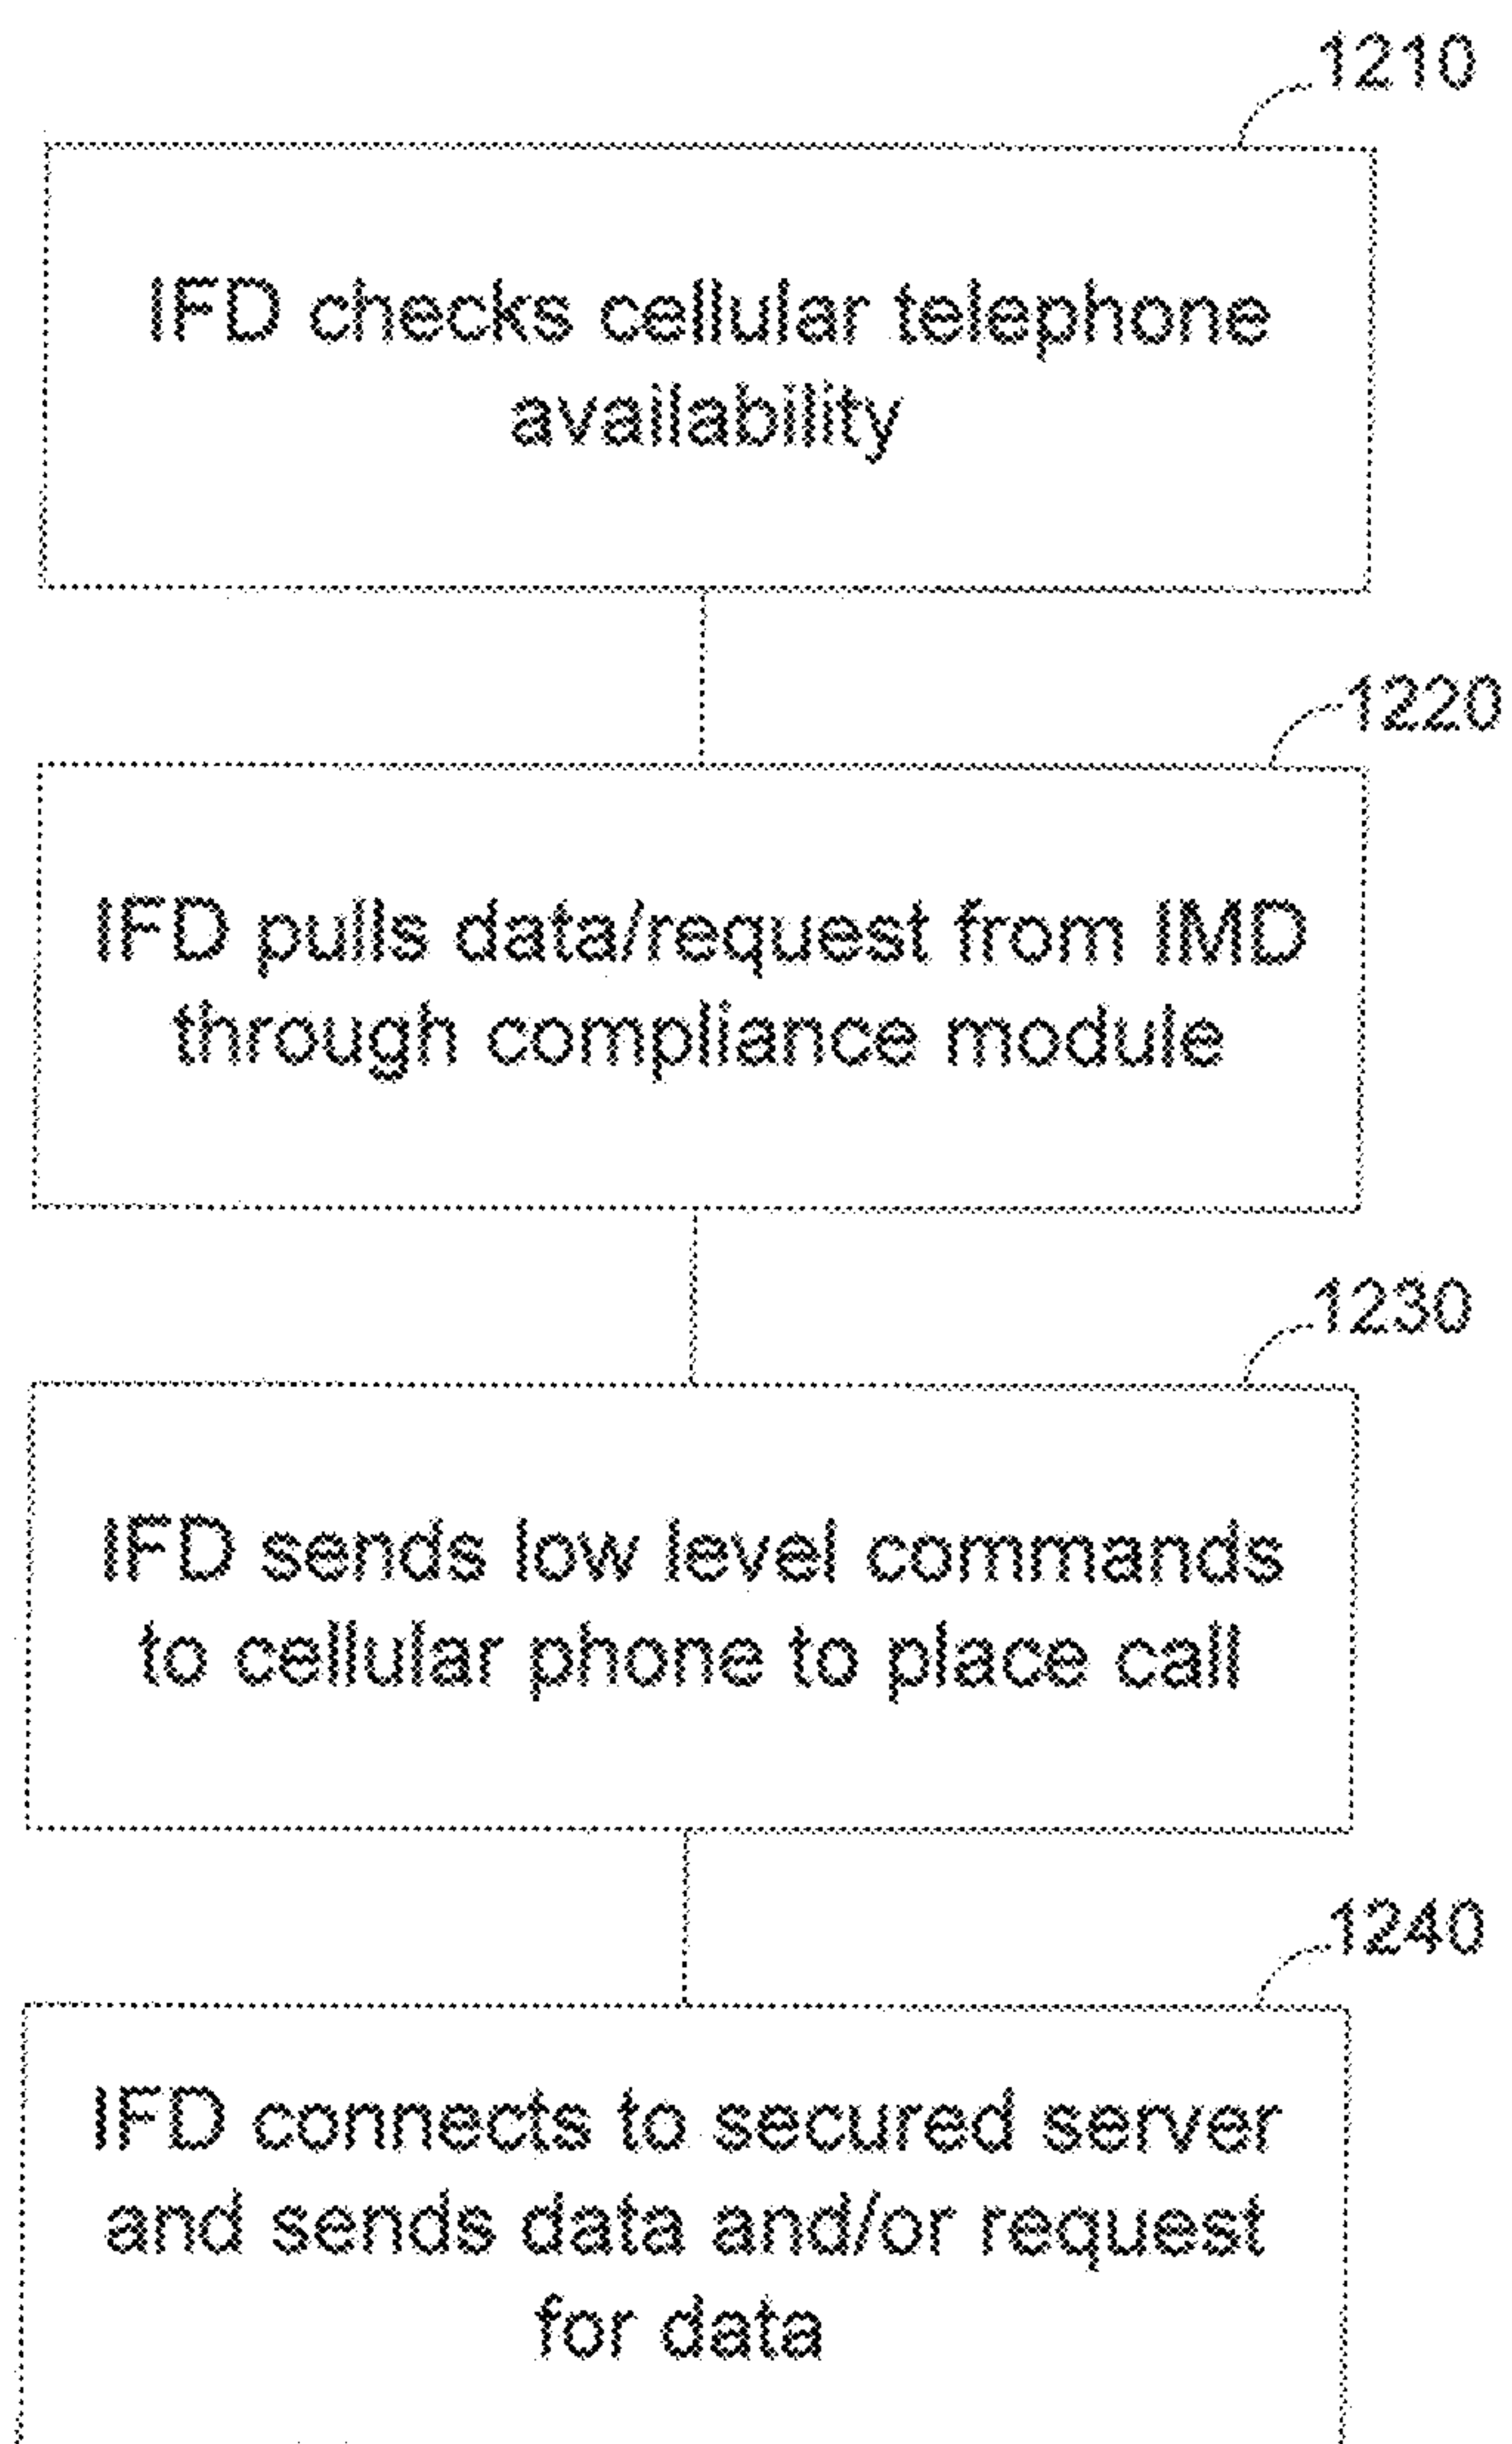 1210
IFD checks cellular telephone
availability
1220
IFD pulls data/request from IMD
through compliance module
1230
IFD sends low level commands
to cellular phone to place call
1240
IFD connects to secured server
and sends data and/or request
for data